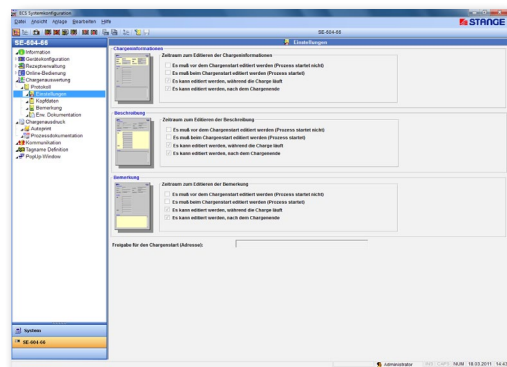 ECS Systemkonfiguration
Datei Ansicht Anlage Bearbeiten Hilfe
STANGE
SE-604-66
SE-604-66
Einstellungen
Information
Gerätekonfiguration
Rezeptverwaltung
Online-Bedienung
Chargenauswertung
Protokoll
Einstellungen
Kopfdaten
Bemerkung
Erw. Dokumentation
Chargenausdruck
Autoprint
Prozessdokumentation
Kommunikation
Tagname Definition
PopUp Window
Chargeninformationen
Zeitraum zum Editieren der Chargeninformationen
Es muß vor dem Chargenstart editiert werden (Prozess startet nicht)
Es muß beim Chargenstart editiert werden (Prozess startet)
Es kann editiert werden, während die Charge läuft
Es kann editiert werden, nach dem Chargenende
Beschreibung
Zeitraum zum Editieren der Beschreibung
Es muß vor dem Chargenstart editiert werden (Prozess startet nicht)
Es muß beim Chargenstart editiert werden (Prozess startet)
Es kann editiert werden, während die Charge läuft
Es kann editiert werden, nach dem Chargenende
Bemerkung
Zeitraum zum Editieren der Bemerkung
Es muß vor dem Chargenstart editiert werden (Prozess startet nicht)
Es muß beim Chargenstart editiert werden (Prozess startet)
Es kann editiert werden, während die Charge läuft
Es kann editiert werden, nach dem Chargenende
Freigabe für den Chargenstart (Adresse):
System
SE-604-66
Administrator INS CAPS NUM 18.03.2011 14:43